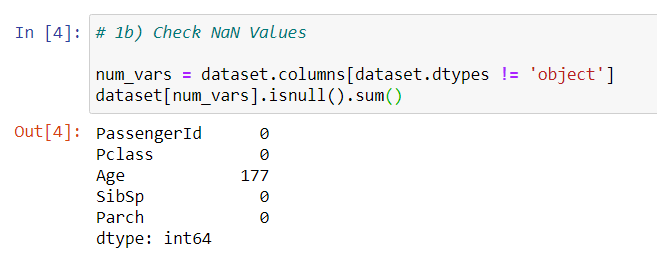 In [4]: # 1b) Check NaN Values
num_vars = dataset.columns[dataset.dtypes != 'object']
dataset[num_vars].isnull().sum()
Out[4]: PassengerId 0
Pclass 0
Age 177
SibSp 0
Parch 0
dtype: int64